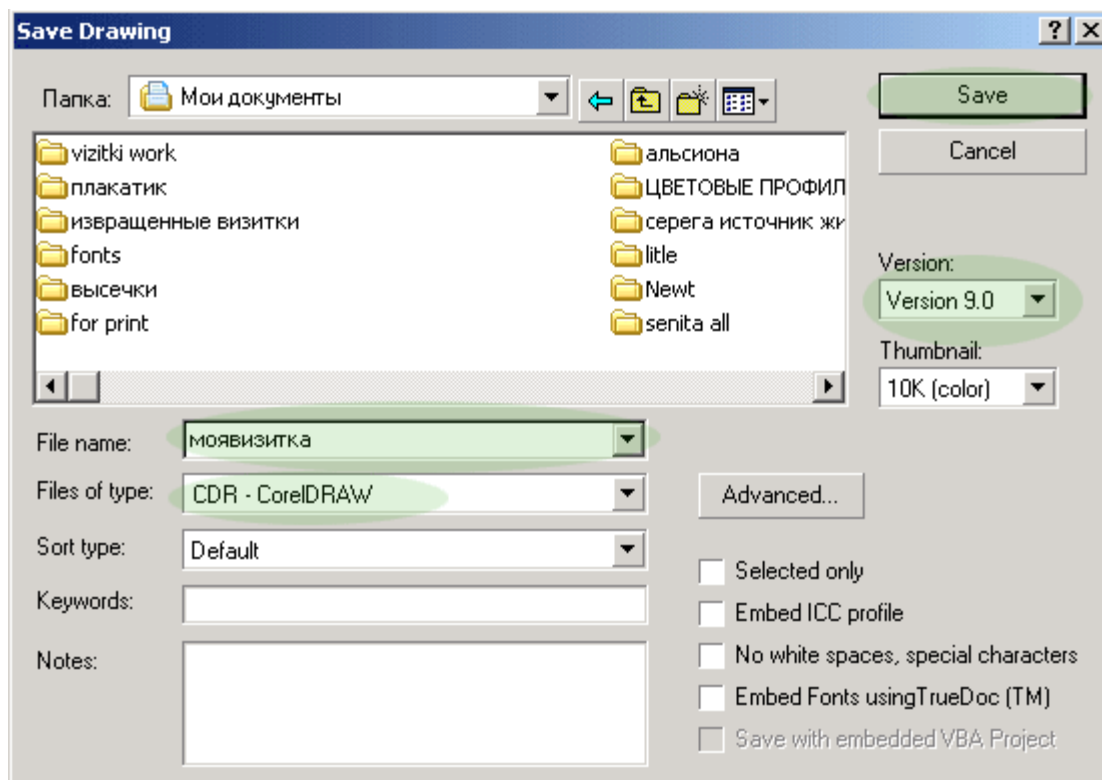 Save Drawing
Папка: Мои документы
Save
Cancel
vizitki work
плакатик
извращенные визитки
fonts
высечки
for print
альсиона
ЦВЕТОВЫЕ ПРОФИЛ
серега источник жи
litle
Newt
senita all
Version:
Version 9.0
Thumbnail:
10K (color)
File name: моявизитка
Files of type: CDR - CorelDRAW
Sort type: Default
Keywords:
Notes:
Advanced...
Selected only
Embed ICC profile
No white spaces, special characters
Embed Fonts usingTrueDoc (TM)
Save with embedded VBA Project